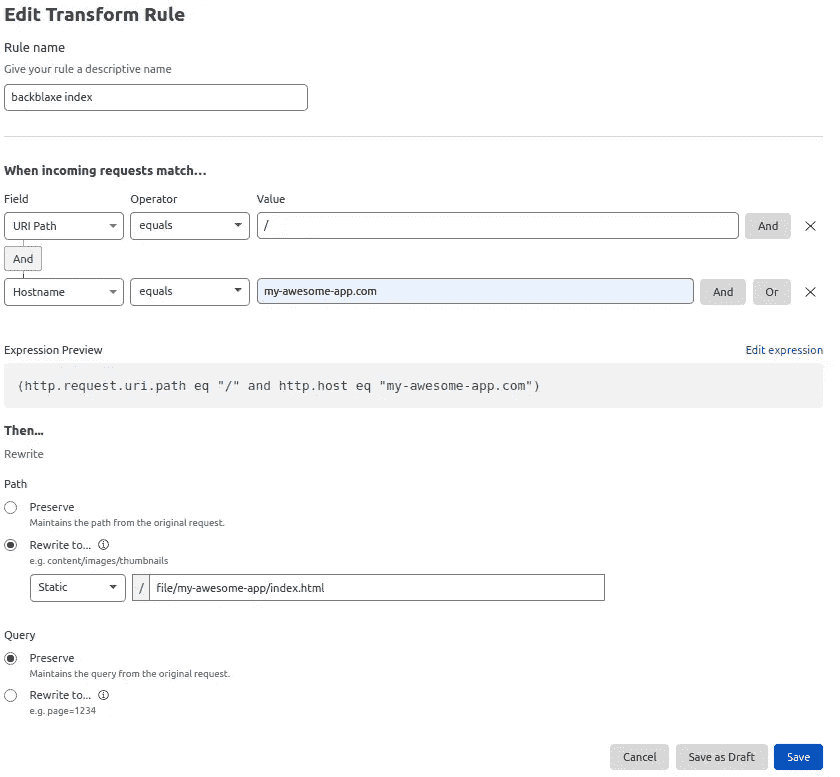 Edit Transform Rule
Rule name
Give your rule a descriptive name
backblaxe index
When incoming requests match...
Field Operator Value
URI Path equals / And
And
Hostname equals my-awesome-app.com And Or
Expression Preview Edit expression
(http.request.uri.path eq "/" and http.host eq "my-awesome-app.com")
Then...
Rewrite
Path
Preserve
Maintains the path from the original request.
Rewrite to...
e.g. content/images/thumbnails
Static / file/my-awesome-app/index.html
Query
Preserve
Maintains the query from the original request.
Rewrite to...
e.g. page=1234
Cancel Save as Draft Save